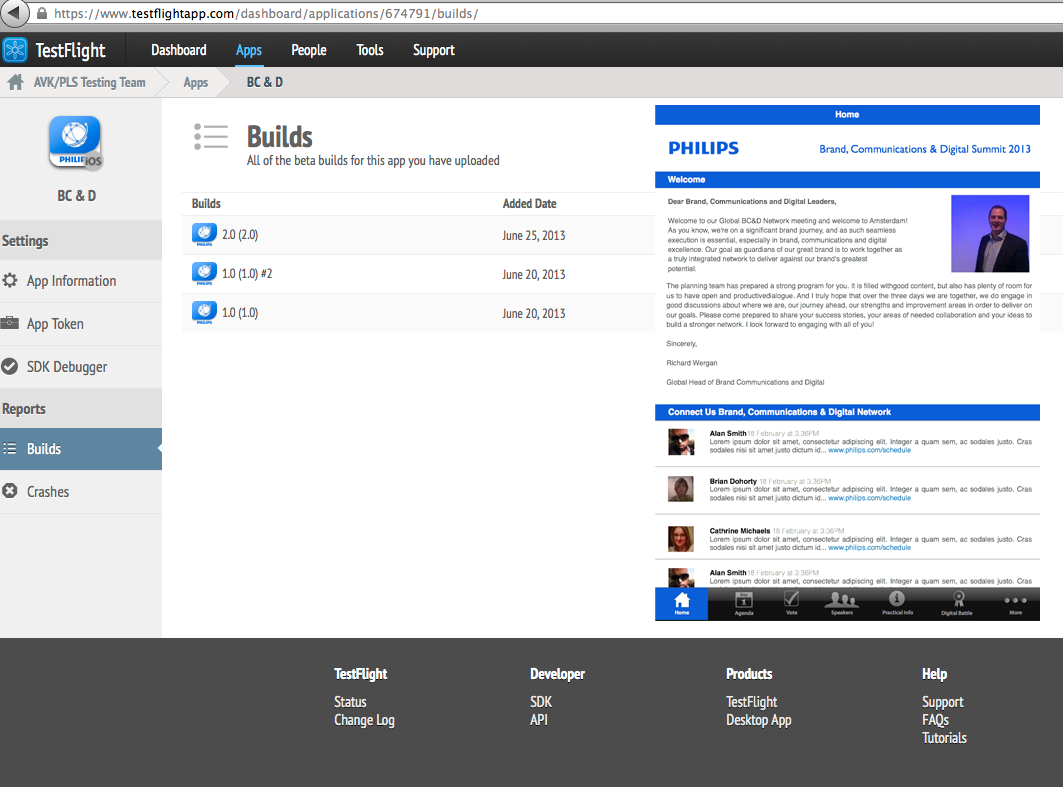 https://www.testflightapp.com/dashboard/applications/674791/builds/
TestFlight Dashboard Apps People Tools Support
AVK/PLS Testing Team Apps BC & D
PHILIPS iOS
BC & D
Settings
App Information
App Token
SDK Debugger
Reports
Builds
Crashes
Builds
All of the beta builds for this app you have uploaded
Builds Added Date
2.0 (2.0) June 25, 2013
1.0 (1.0) #2 June 20, 2013
1.0 (1.0) June 20, 2013
Home
PHILIPS Brand, Communications & Digital Summit 2013
Welcome
Dear Brand, Communications and Digital Leaders,
Welcome to our Global BC&D Network meeting and welcome to Amsterdam!
As you know, we're on a significant brand journey, and as such seamless
execution is essential, especially in brand, communications and digital
excellence. Our goal as guardians of our great brand is to work together as
a truly integrated network to deliver against our brand's greatest
potential.
The planning team has prepared a strong program for you. It is filled withgood content, but also has plenty of room for
us to have open and productivedialogue. And I truly hope that over the three days we are together, we do engage in
good discussions about where we are, our journey ahead, our strengths and improvement areas in order to deliver on
our goals. Please come prepared to share your success stories, your areas of needed collaboration and your ideas to
build a stronger network. I look forward to engaging with all of you!
Sincerely,
Richard Wergan
Global Head of Brand Communications and Digital
Connect Us Brand, Communications & Digital Network
Alan Smith 18 February at 3:36PM
Lorem ipsum dolor sit amet, consectetur adipiscing elit. Integer a quam sem, ac sodales justo. Cras
sodales nisi sit amet justo dictum id... www.philips.com/schedule
Brian Dohorty 18 February at 3:36PM
Lorem ipsum dolor sit amet, consectetur adipiscing elit. Integer a quam sem, ac sodales justo. Cras
sodales nisi sit amet justo dictum id... www.philips.com/schedule
Cathrine Michaels 18 February at 3:36PM
Lorem ipsum dolor sit amet, consectetur adipiscing elit. Integer a quam sem, ac sodales justo. Cras
sodales nisi sit amet justo dictum id... www.philips.com/schedule
Alan Smith 18 February at 3:36PM
Lorem ipsum dolor sit amet, consectetur adipiscing elit. Integer a quam sem, ac sodales justo. Cras
Home Agenda Vote Speakers Practical Info Digital Battle More
TestFlight Developer Products Help
Status SDK TestFlight Support
Change Log API Desktop App FAQs
Tutorials